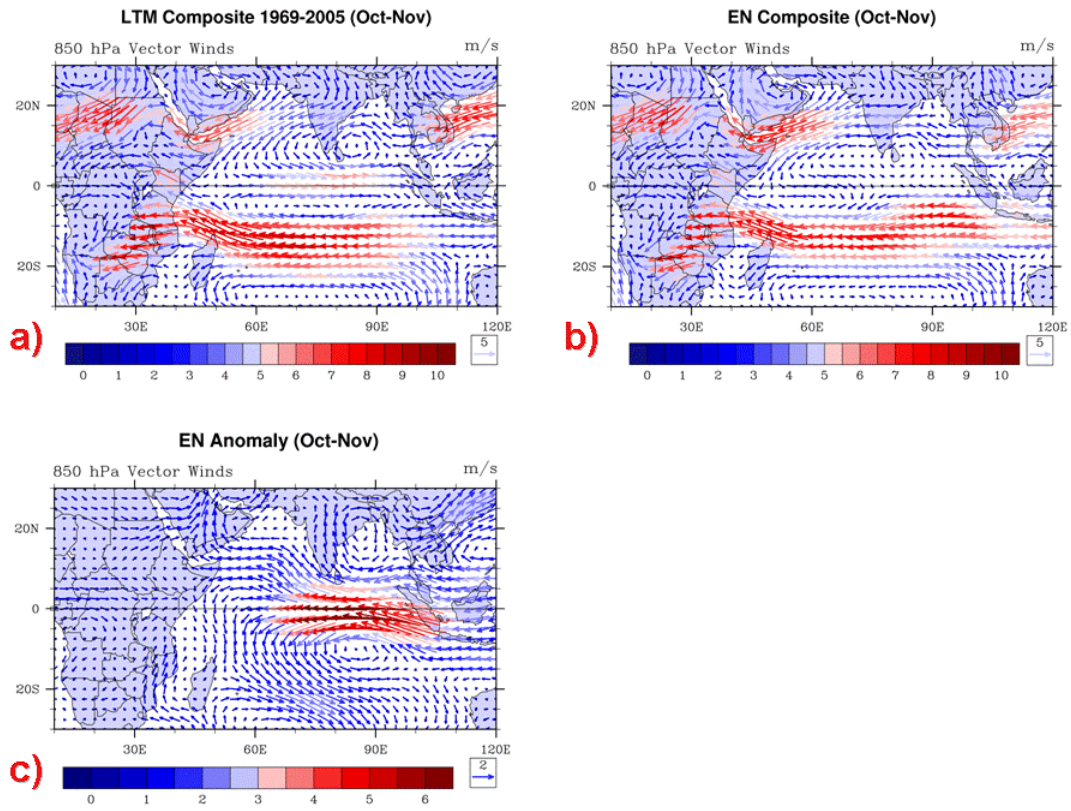 LTM Composite 1969-2005 (Oct-Nov)
850 hPa Vector Winds m/s
20N
0
20S
30E 60E 90E 120E
a)
0 1 2 3 4 5 6 7 8 9 10
5
EN Composite (Oct-Nov)
850 hPa Vector Winds m/s
20N
0
20S
30E 60E 90E 120E
b)
0 1 2 3 4 5 6 7 8 9 10
5
EN Anomaly (Oct-Nov)
850 hPa Vector Winds m/s
20N
0
20S
30E 60E 90E 120E
c)
0 1 2 3 4 5 6
2